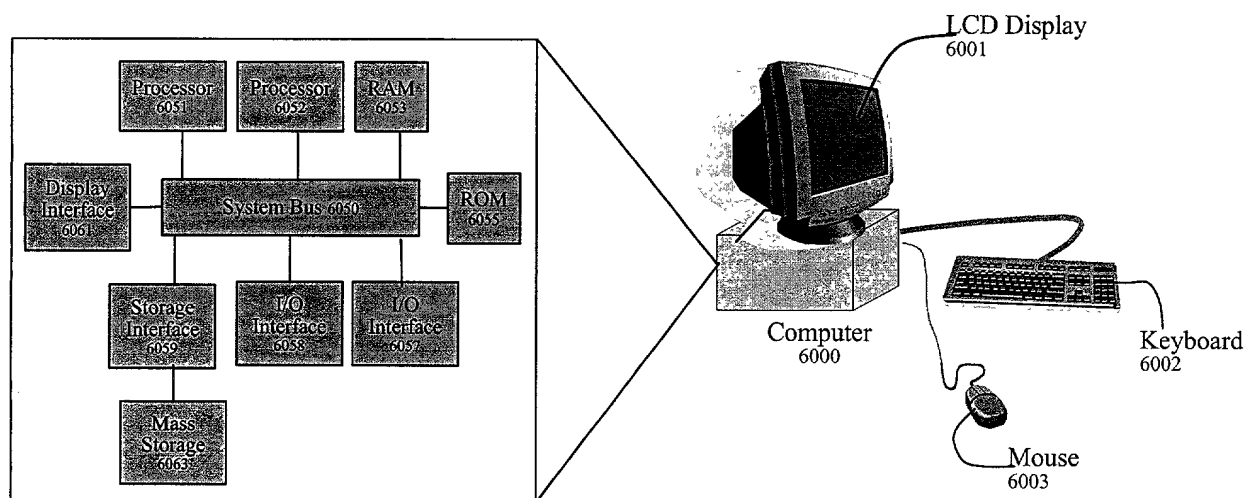 LCD Display
6001
Processor
6051
Processor
6052
RAM
6053
Display
Interface
6061
System Bus 6050
ROM
6055
Storage
Interface
6059
I/O
Interface
6058
I/O
Interface
6057
Mass
Storage
6063
Computer
6000
Keyboard
6002
Mouse
6003